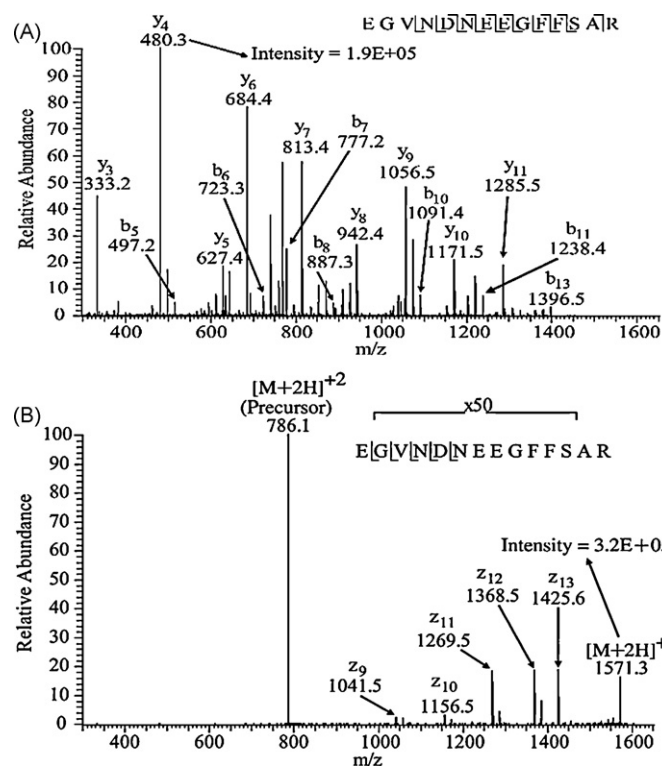 (A)
y4
480.3
Intensity = 1.9E+05
E G V N D N E E G F F S A R
y6
684.4
y7
813.4
b7
777.2
y3
333.2
b6
723.3
b5
497.2
y5
627.4
b8
887.3
y8
942.4
y9
1056.5
b10
1091.4
y10
1171.5
y11
1285.5
b11
1238.4
b13
1396.5
Relative Abundance
100
90
80
70
60
50
40
30
20
10
0
400 600 800 1000 1200 1400 1600
m/z
(B)
[M+2H]+2
(Precursor)
786.1
x50
E G V N D N E E G F F S A R
Intensity = 3.2E+0
z12
1368.5
z13
1425.6
z11
1269.5
[M+2H]+
1571.3
z9
1041.5
z10
1156.5
Relative Abundance
100
90
80
70
60
50
40
30
20
10
0
400 600 800 1000 1200 1400 1600
m/z